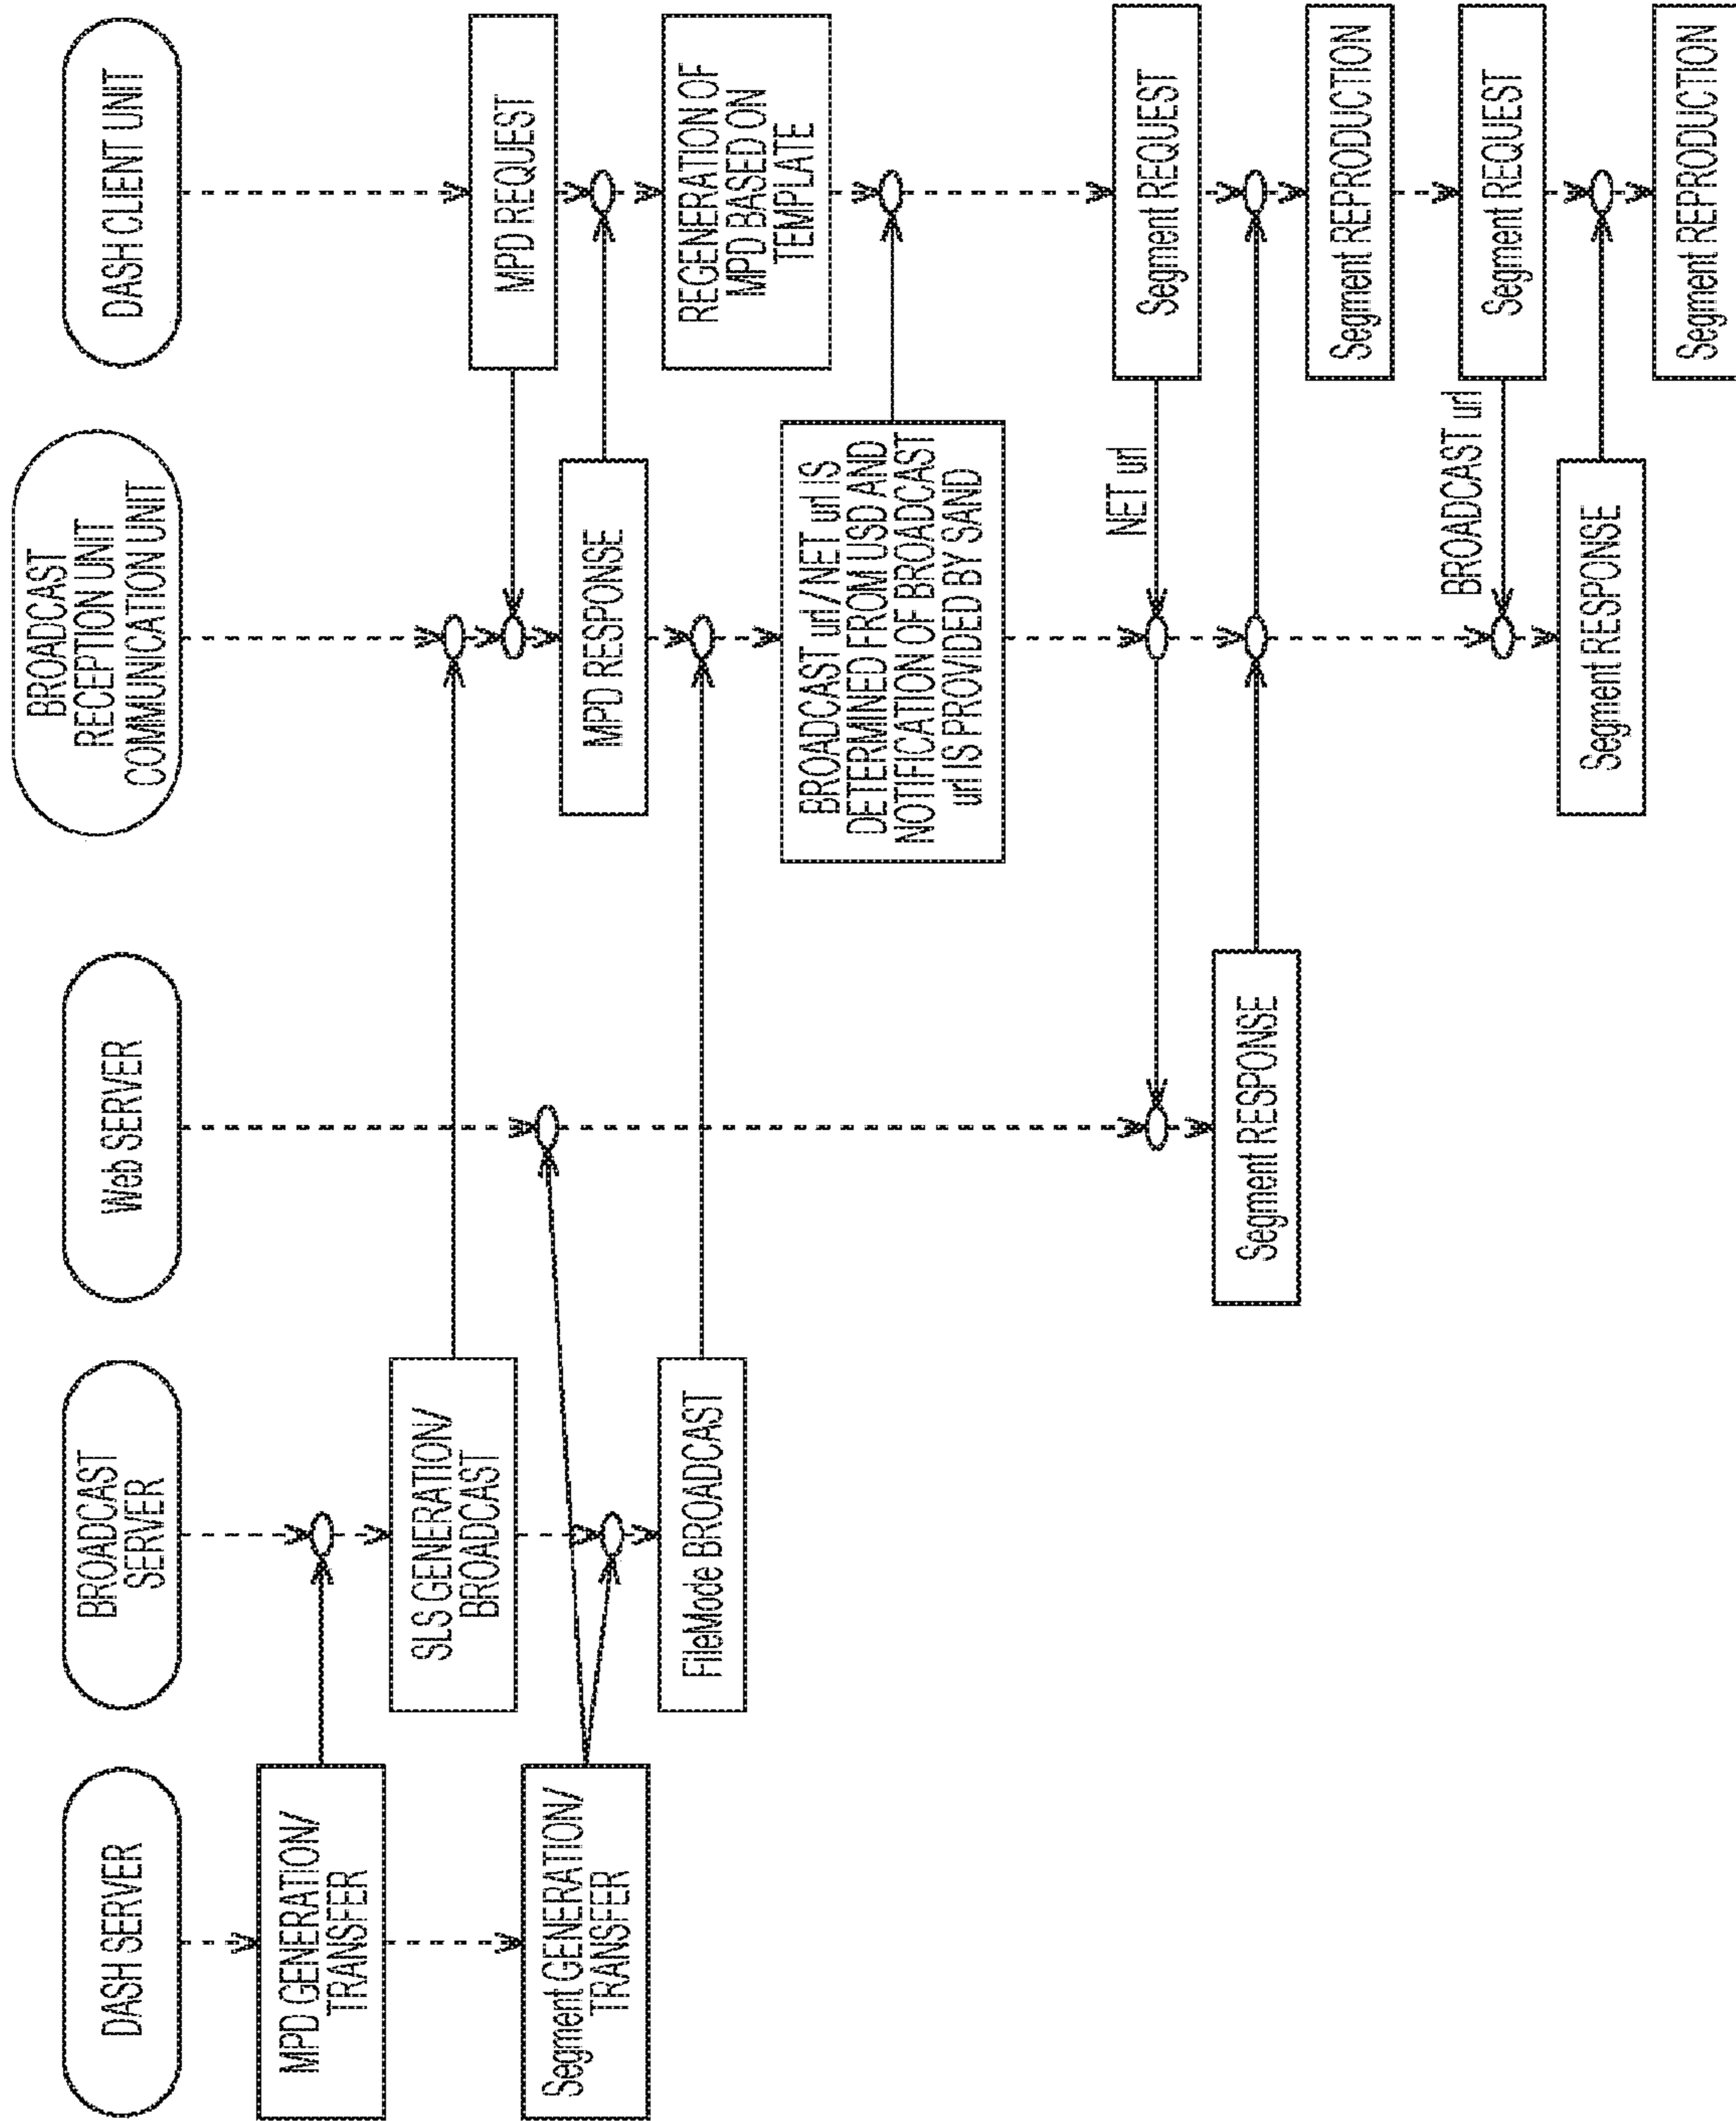 DASH SERVER
BROADCAST
SERVER
Web SERVER
BROADCAST
RECEPTION UNIT
COMMUNICATION UNIT
DASH CLIENT UNIT
MPD GENERATION/
TRANSFER
SLS GENERATION/
BROADCAST
MPD REQUEST
Segment GENERATION/
TRANSFER
MPD RESPONSE
FileMode BROADCAST
REGENERATION OF
MPD BASED ON
TEMPLATE
BROADCAST url / NET url IS
DETERMINED FROM USD AND
NOTIFICATION OF BROADCAST
url IS PROVIDED BY SAND
NET url
Segment REQUEST
Segment RESPONSE
Segment REPRODUCTION
BROADCAST url
Segment REQUEST
Segment RESPONSE
Segment REPRODUCTION